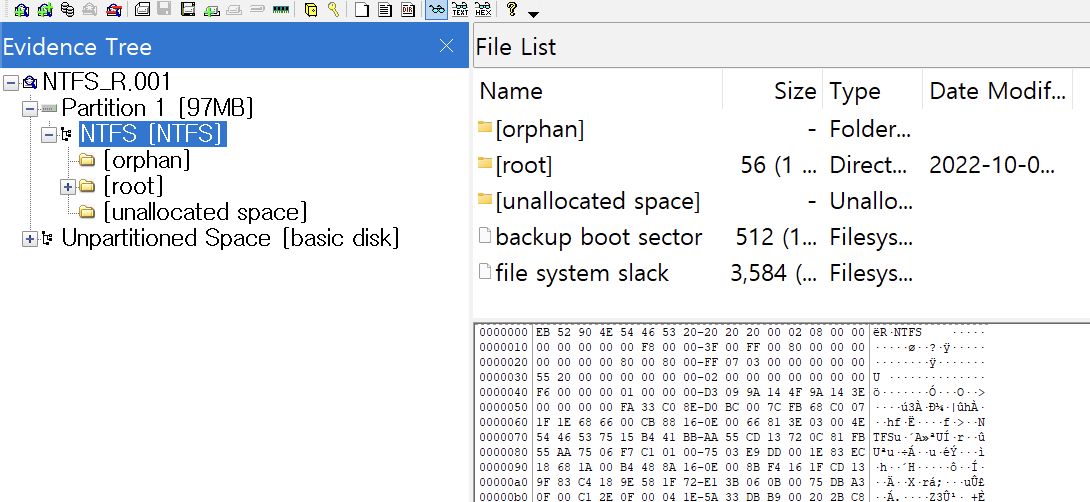 Evidence Tree
NTFS_R.001
Partition 1 [97MB]
NTFS [NTFS]
[orphan]
[root]
[unallocated space]
Unpartitioned Space [basic disk]
File List
Name Size Type Date Modif...
[orphan] - Folder...
[root] 56 (1 ... Direct... 2022-10-0...
[unallocated space] - Unallo...
backup boot sector 512 (1... Filesys...
file system slack 3,584 (... Filesys...
0000000 EB 52 90 4E 54 46 53 20-20 20 20 00 02 08 00 00 ëR·NTFS    ·····
0000010 00 00 00 00 00 F8 00 00-3F 00 FF 00 80 00 00 00 ·····ø··?·ÿ·····
0000020 00 00 00 00 80 00 80 00-FF 07 03 00 00 00 00 00 ········ÿ·······
0000030 55 20 00 00 00 00 00 00-02 00 00 00 00 00 00 00 U ··············
0000040 F6 00 00 00 01 00 00 00-D3 09 9A 14 4F 9A 14 3E ö·······Ó···O··>
0000050 00 00 00 00 FA 33 C0 8E-D0 BC 00 7C FB 68 C0 07 ····ú3À·Ð¼·|ûhÀ·
0000060 1F 1E 68 66 00 CB 88 16-0E 00 66 81 3E 03 00 4E ··hf·Ë····f·>··N
0000070 54 46 53 75 15 B4 41 BB-AA 55 CD 13 72 0C 81 FB TFSu·´A»ªUÍ·r··û
0000080 55 AA 75 06 F7 C1 01 00-75 03 E9 DD 00 1E 83 EC Uªu·÷Á··u·éÝ···ì
0000090 18 68 1A 00 B4 48 8A 16-0E 00 8B F4 16 1F CD 13 ·h··´H·····ô··Í·
00000a0 9F 83 C4 18 9E 58 1F 72-E1 3B 06 0B 00 75 DB A3 ··Ä··X·rá;···uÛ£
00000b0 0F 00 C1 2E 0F 00 04 1E-5A 33 DB B9 00 20 2B C8 ··Á.····Z3Û¹· +È